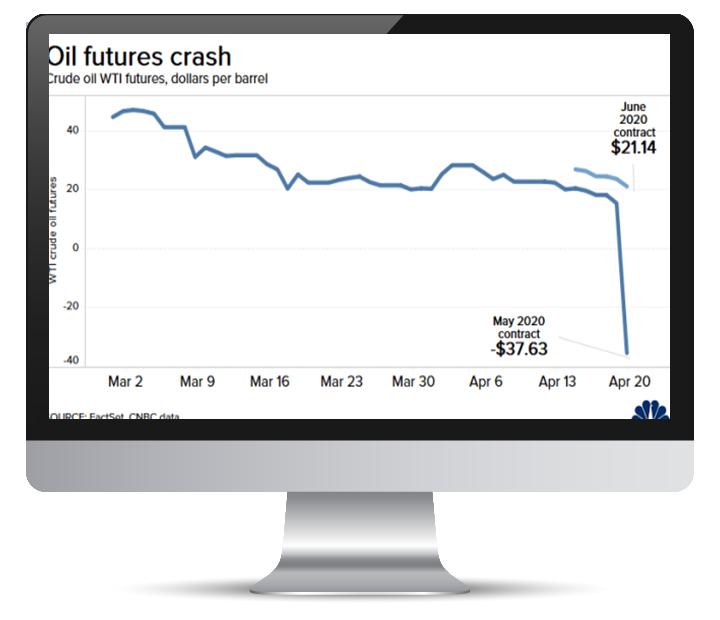 Oil futures crash
Crude oil WTI futures, dollars per barrel
June
2020
contract
$21.14
40
20
0
-20
-40
WTI crude oil futures
May 2020
contract
-$37.63
Mar 2
Mar 9
Mar 16
Mar 23
Mar 30
Apr 6
Apr 13
Apr 20
OURCE: FactSet, CNBC data